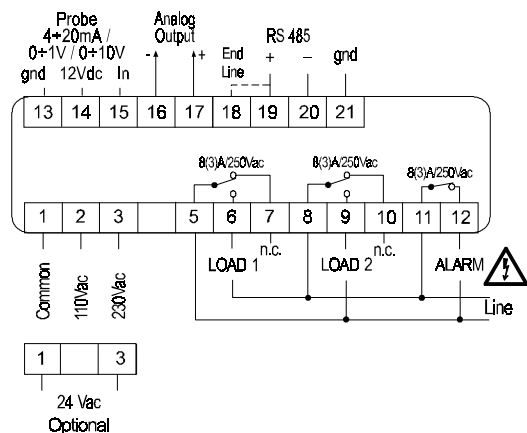 Probe
4÷20mA /
0÷1V / 0÷10V
gnd 12Vdc In
Analog
Output
- +
End
Line
RS 485
+ −
gnd
13 14 15 16 17 18 19 20 21
8(3)A/250Vac 8(3)A/250Vac 8(3)A/250Vac
1 2 3 5 6 7 8 9 10 11 12
n.c. n.c.
LOAD 1 LOAD 2 ALARM
Common
110Vac
230Vac
Line
1 3
24 Vac
Optional